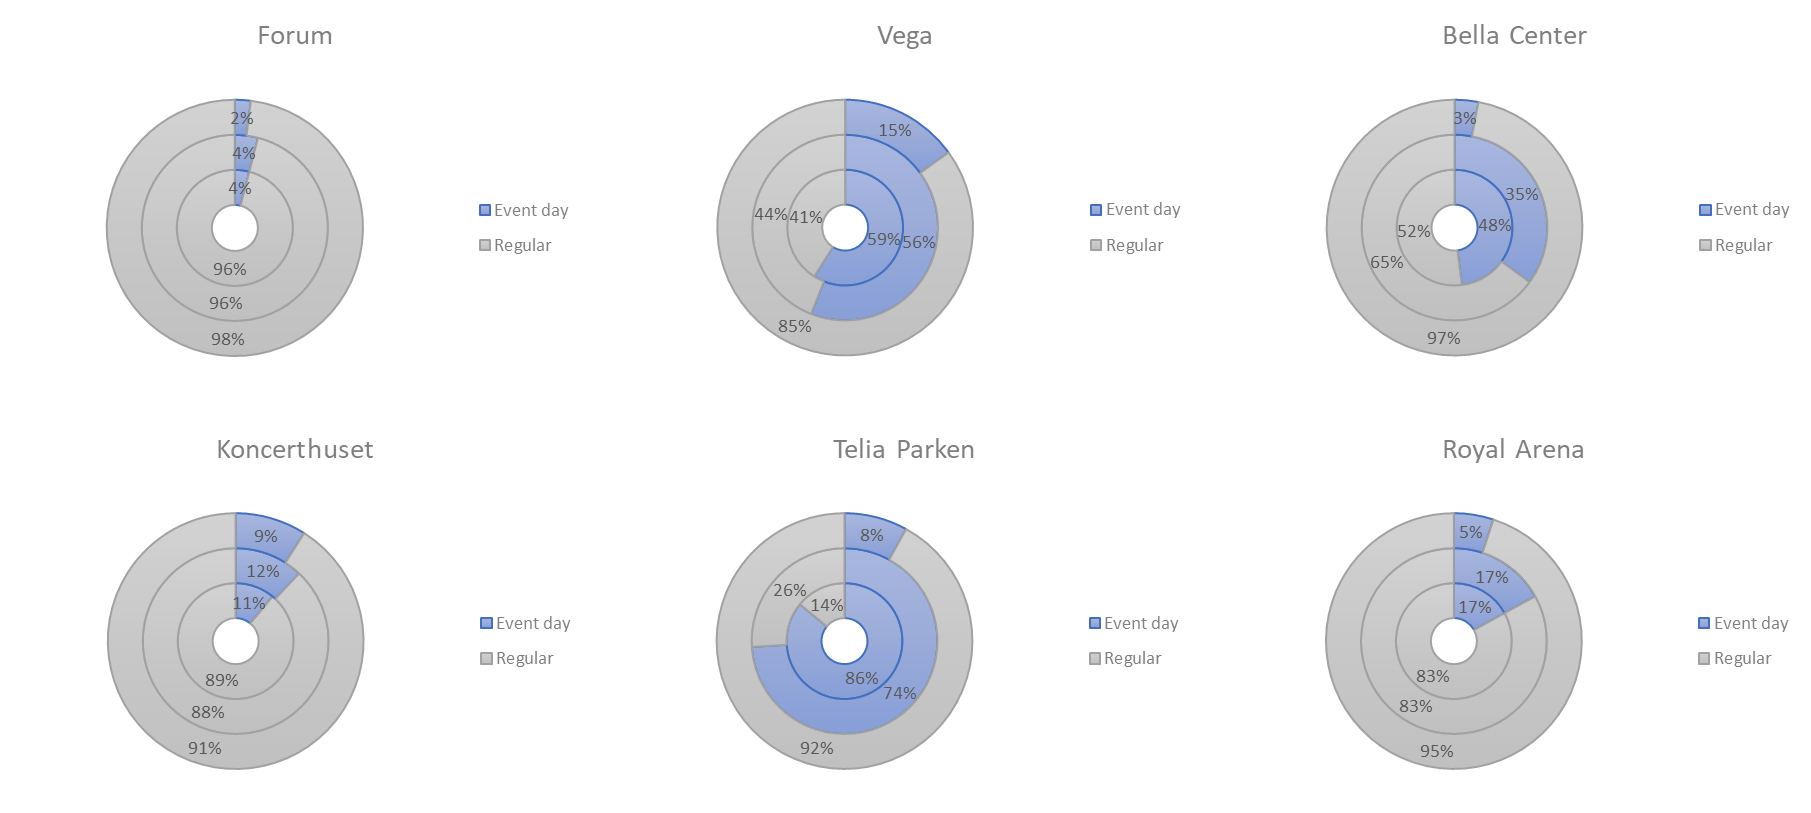 Forum
2%
4%
4%
96%
96%
98%
Event day
Regular
Vega
15%
44%
41%
59%
56%
85%
Event day
Regular
Bella Center
3%
35%
48%
52%
65%
97%
Event day
Regular
Koncerthuset
9%
12%
11%
89%
88%
91%
Event day
Regular
Telia Parken
8%
26%
14%
86%
74%
92%
Event day
Regular
Royal Arena
5%
17%
17%
83%
83%
95%
Event day
Regular